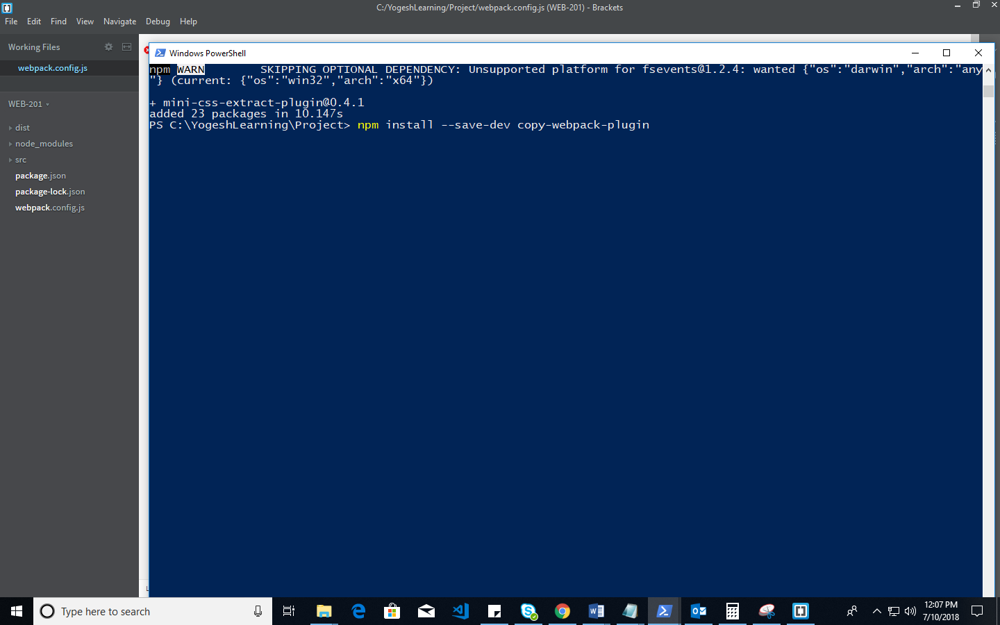 C:/YogeshLearning/Project/webpack.config.js (WEB-201) - Brackets
File Edit Find View Navigate Debug Help
Working Files
webpack.config.js
WEB-201
dist
node_modules
src
package.json
package-lock.json
webpack.config.js
Windows PowerShell
npm WARN SKIPPING OPTIONAL DEPENDENCY: Unsupported platform for fsevents@1.2.4: wanted {"os":"darwin","arch":"any
"} (current: {"os":"win32","arch":"x64"})
+ mini-css-extract-plugin@0.4.1
added 23 packages in 10.147s
PS C:\YogeshLearning\Project> npm install --save-dev copy-webpack-plugin
Type here to search
12:07 PM
7/10/2018